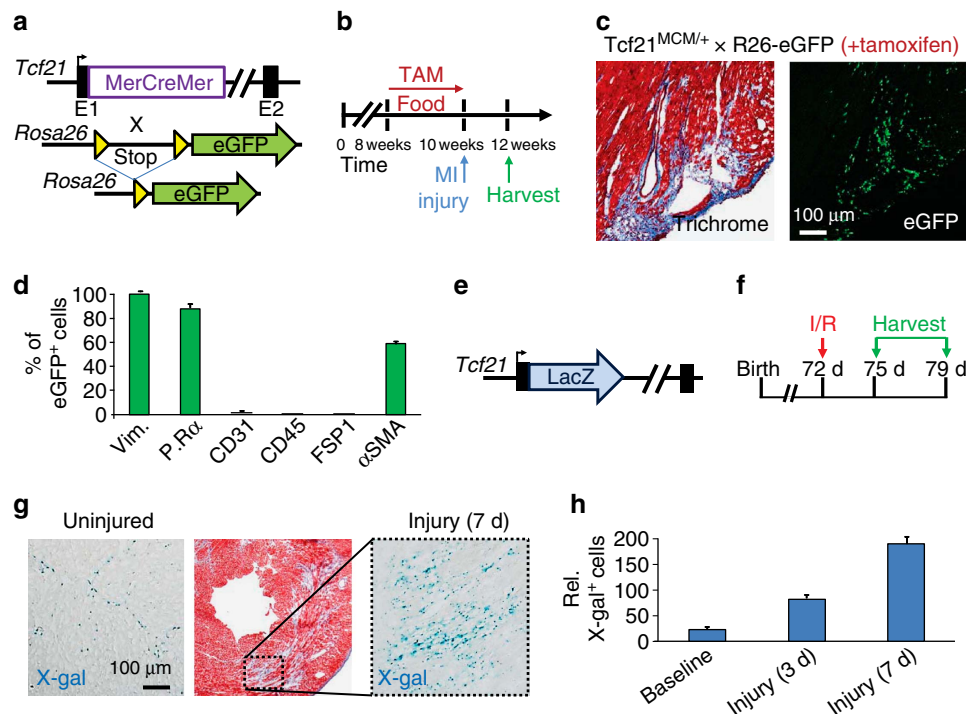 a
Tcf21
MerCreMer
E1
E2
Rosa26
X
Stop
eGFP
Rosa26
eGFP
b
TAM
Food
0 8 weeks 10 weeks 12 weeks
Time
MI
injury
Harvest
c
Tcf21MCM/+ × R26-eGFP (+tamoxifen)
Trichrome
100 μm
eGFP
d
% of
eGFP+ cells
100
80
60
40
20
0
Vim.
P.Rα
CD31
CD45
FSP1
αSMA
e
Tcf21
LacZ
f
I/R
Harvest
Birth 72 d 75 d 79 d
g
Uninjured
Injury (7 d)
X-gal
100 μm
X-gal
h
Rel.
X-gal+ cells
200
150
100
50
0
Baseline
Injury (3 d)
Injury (7 d)